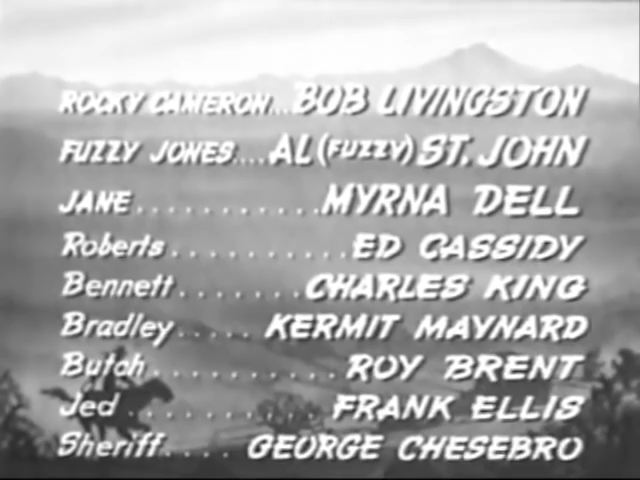 ROCKY CAMERON...BOB LIVINGSTON
FUZZY JONES....AL (FUZZY) ST. JOHN
JANE...........MYRNA DELL
Roberts..........ED CASSIDY
Bennett.......CHARLES KING
Bradley.....KERMIT MAYNARD
Butch..........ROY BRENT
Jed...........FRANK ELLIS
Sheriff....GEORGE CHESEBRO